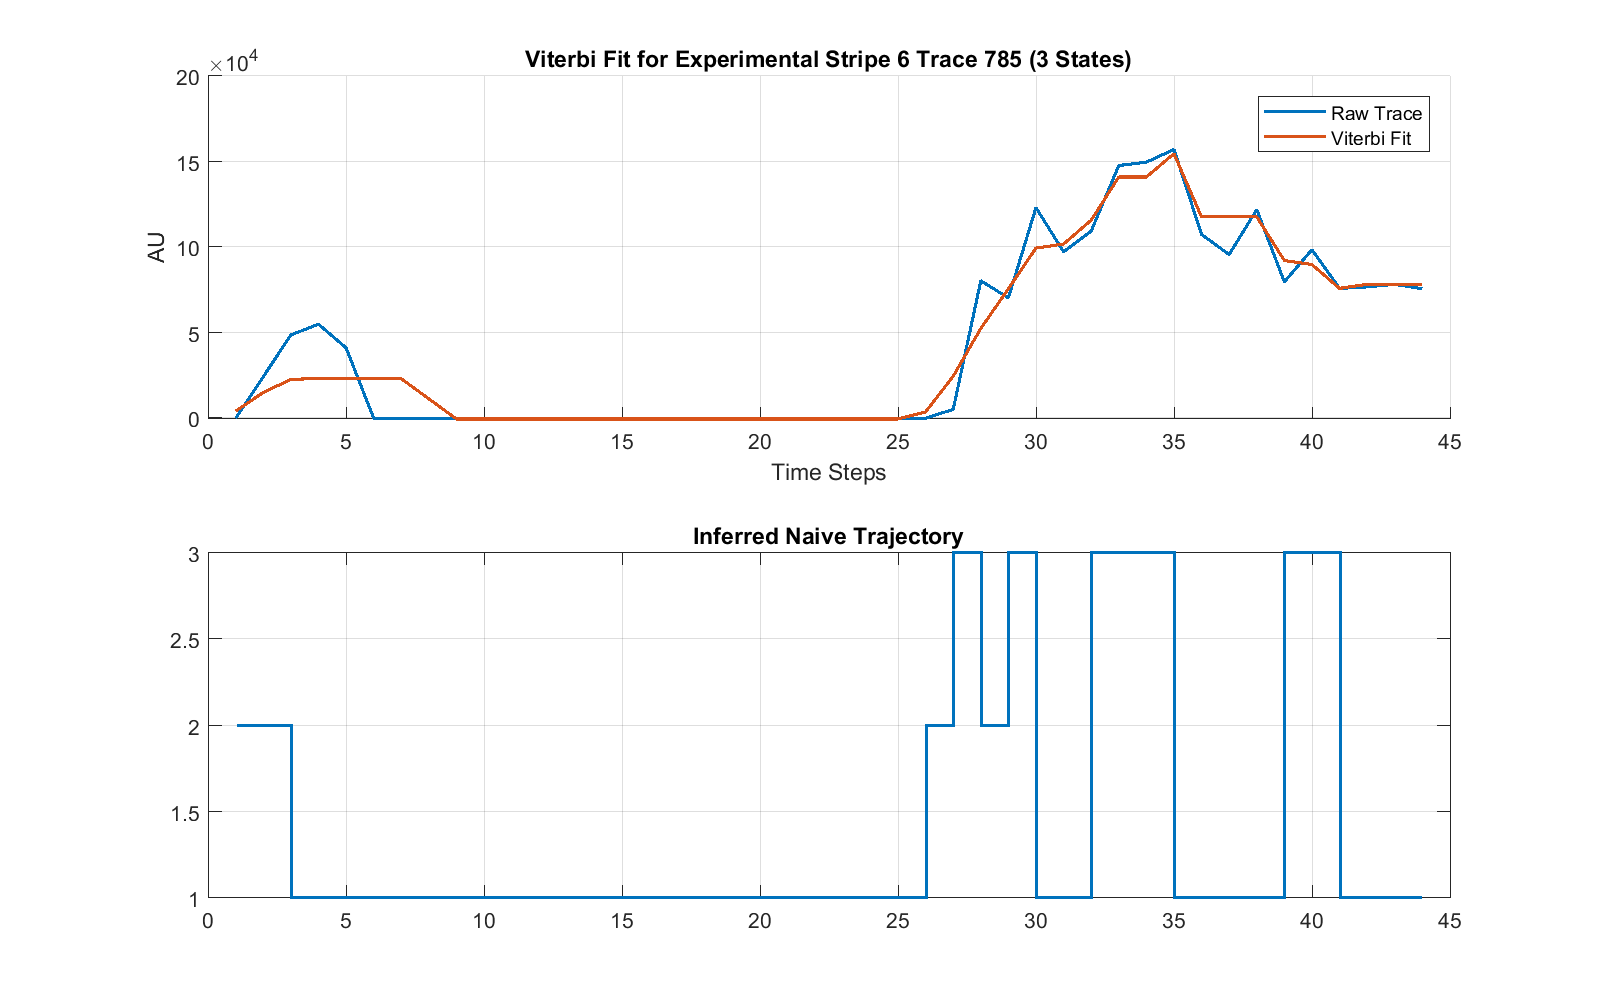 Viterbi Fit for Experimental Stripe 6 Trace 785 (3 States)
×10⁴
20
15
10
5
0
AU
Raw Trace
Viterbi Fit
0 5 10 15 20 25 30 35 40 45
Time Steps
Inferred Naive Trajectory
3
2.5
2
1.5
1
0 5 10 15 20 25 30 35 40 45